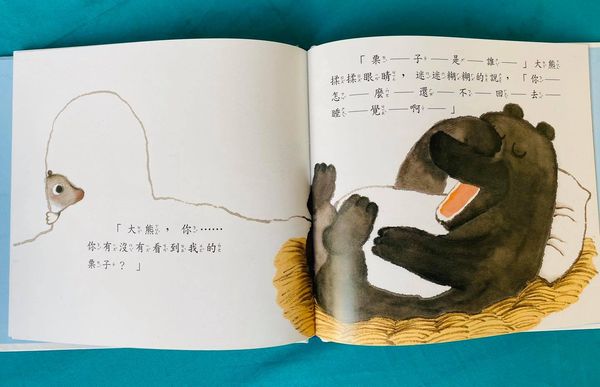 「大熊，你……
你有沒有看到我的
栗子？」
「栗——子——是——誰——」大熊
揉揉眼睛，迷迷糊糊的說，「你——
怎——麼——還——不——回——去——
睡——覺——啊——」